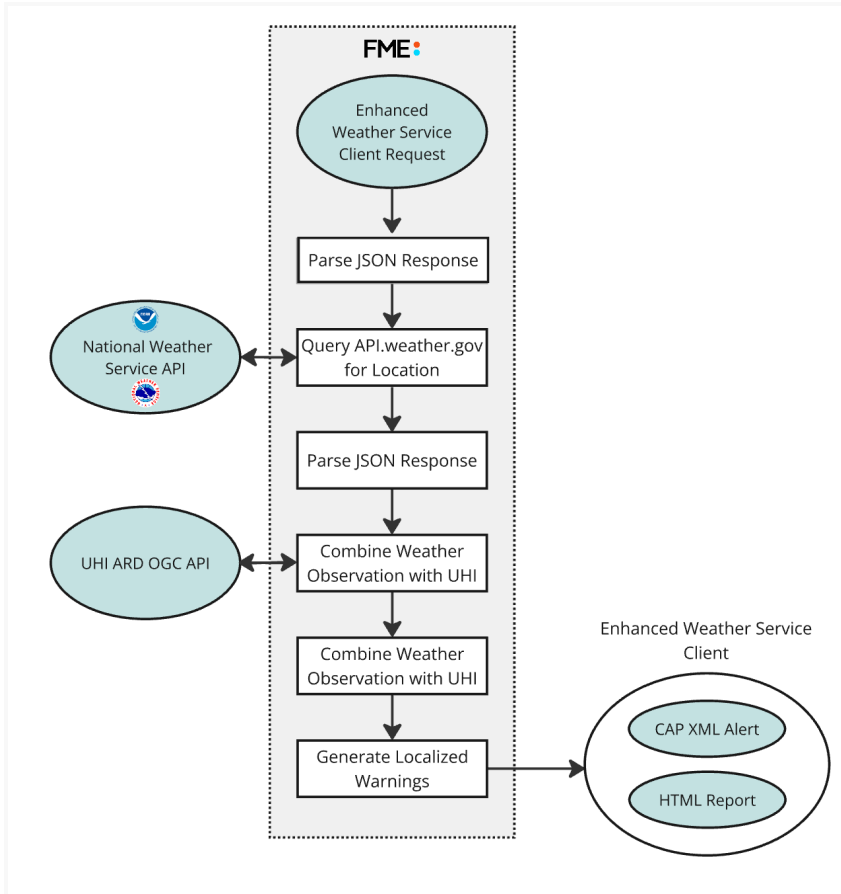 FME:
Enhanced
Weather Service
Client Request
Parse JSON Response
National Weather
Service API
Query API.weather.gov
for Location
Parse JSON Response
UHI ARD OGC API
Combine Weather
Observation with UHI
Combine Weather
Observation with UHI
Generate Localized
Warnings
Enhanced Weather Service
Client
CAP XML Alert
HTML Report